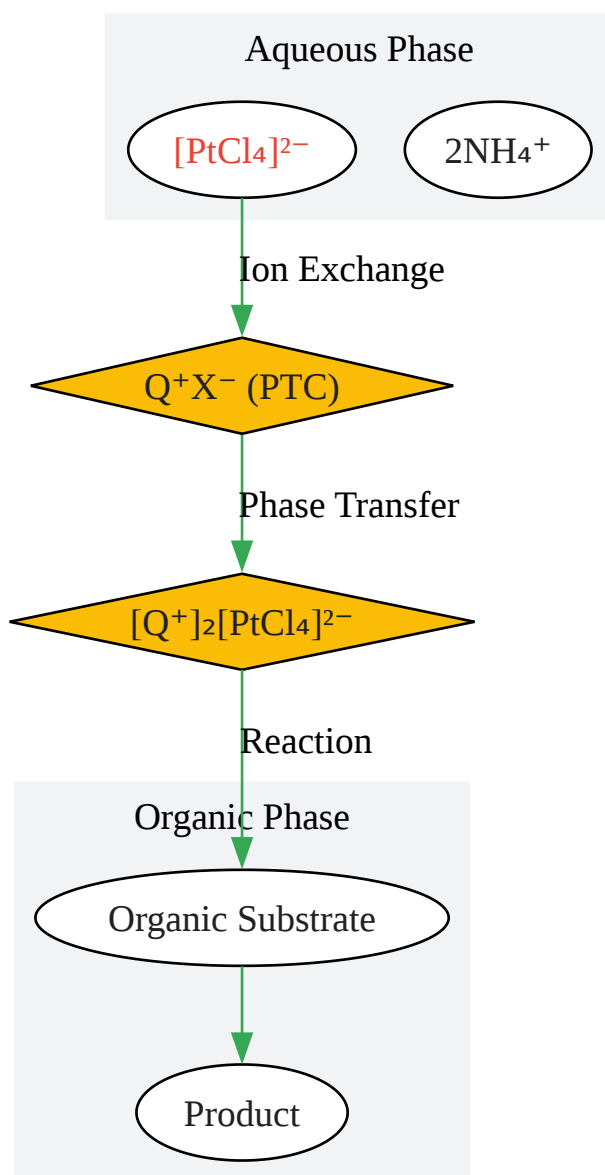 Aqueous Phase
[PtCl₄]²⁻ 2NH₄⁺
Ion Exchange
Q⁺X⁻ (PTC)
Phase Transfer
[Q⁺]₂[PtCl₄]²⁻
Reaction
Organic Phase
Organic Substrate
Product